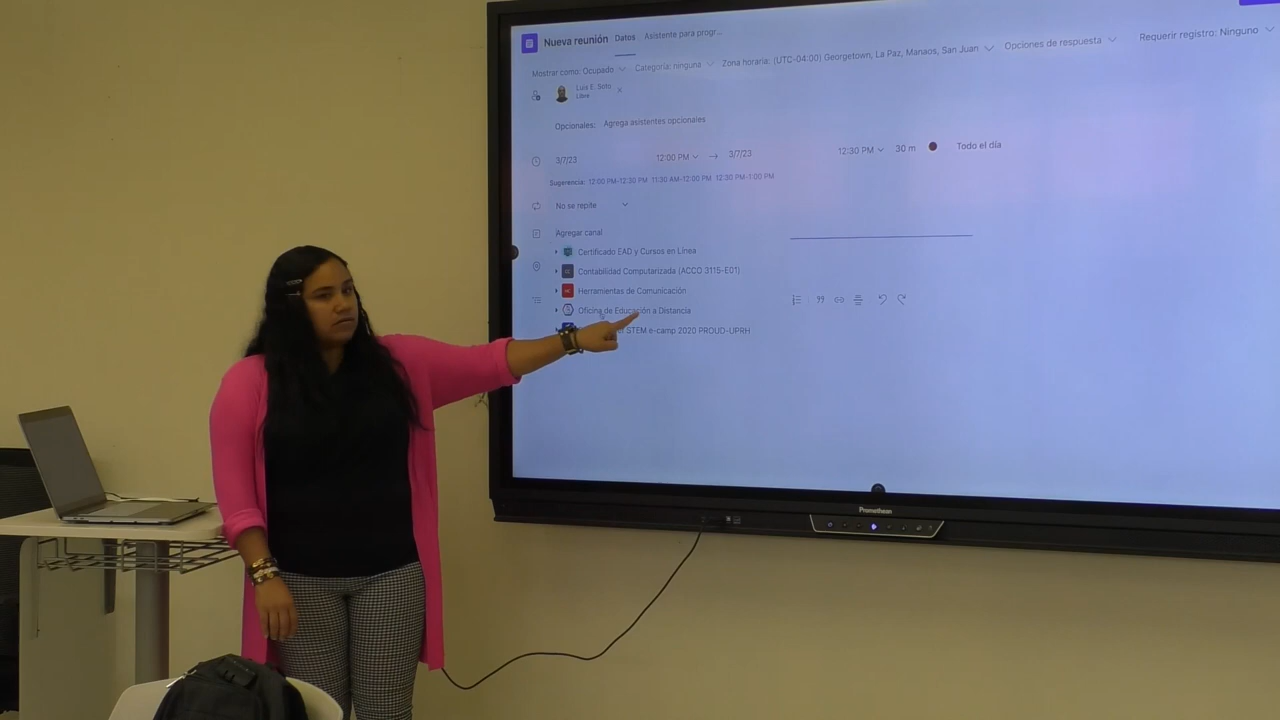 Nueva reunión Datos Asistente para progr...
Mostrar como: Ocupado Categoría: ninguna Zona horaria: (UTC-04:00) Georgetown, La Paz, Manaos, San Juan Opciones de respuesta Requerir registro: Ninguno
Luis E. Soto
Libre
Opcionales: Agrega asistentes opcionales
3/7/23 12:00 PM → 3/7/23 12:30 PM 30 m Todo el día
Sugerencia: 12:00 PM-12:30 PM 11:30 AM-12:00 PM 12:30 PM-1:00 PM
No se repite
Agregar canal
Certificado EAD y Cursos en Línea
Contabilidad Computarizada (ACCO 3115-E01)
Herramientas de Comunicación
Oficina de Educación a Distancia
STEM e-camp 2020 PROUD-UPRH
Promethean